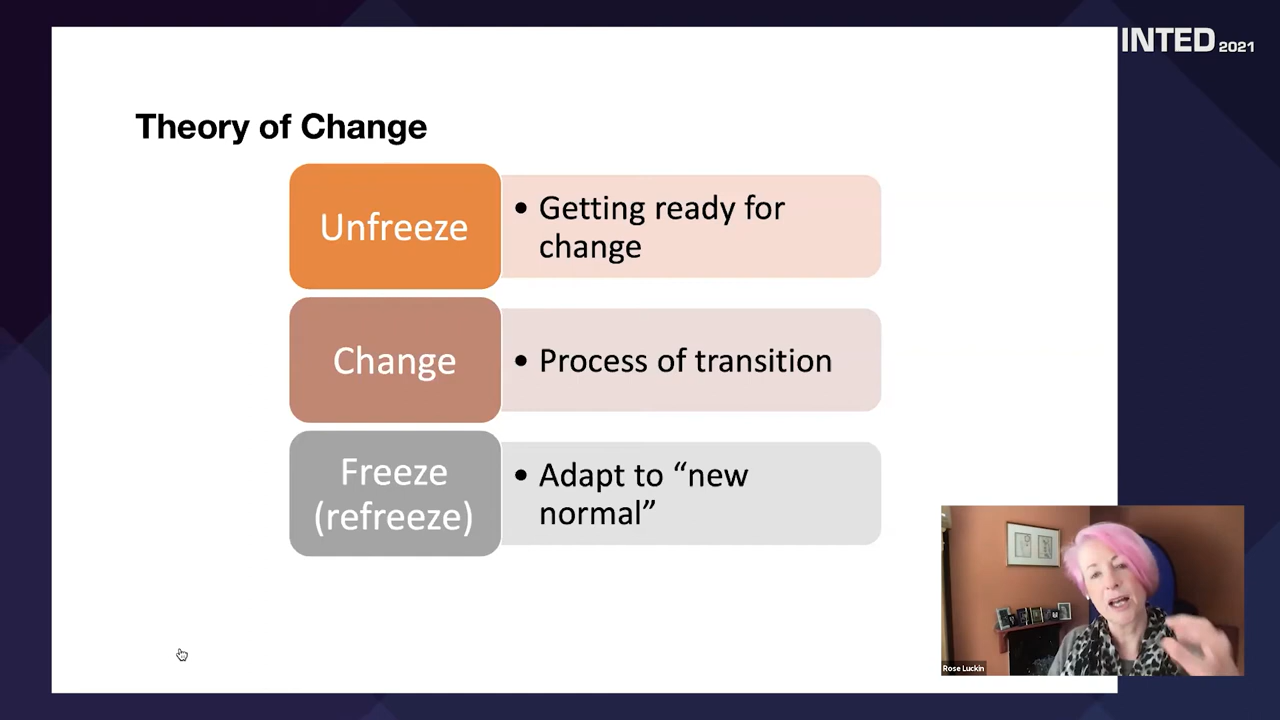 INTED 2021
Theory of Change
Unfreeze
• Getting ready for
change
Change
• Process of transition
Freeze
(refreeze)
• Adapt to “new
normal”
Rose Luckin